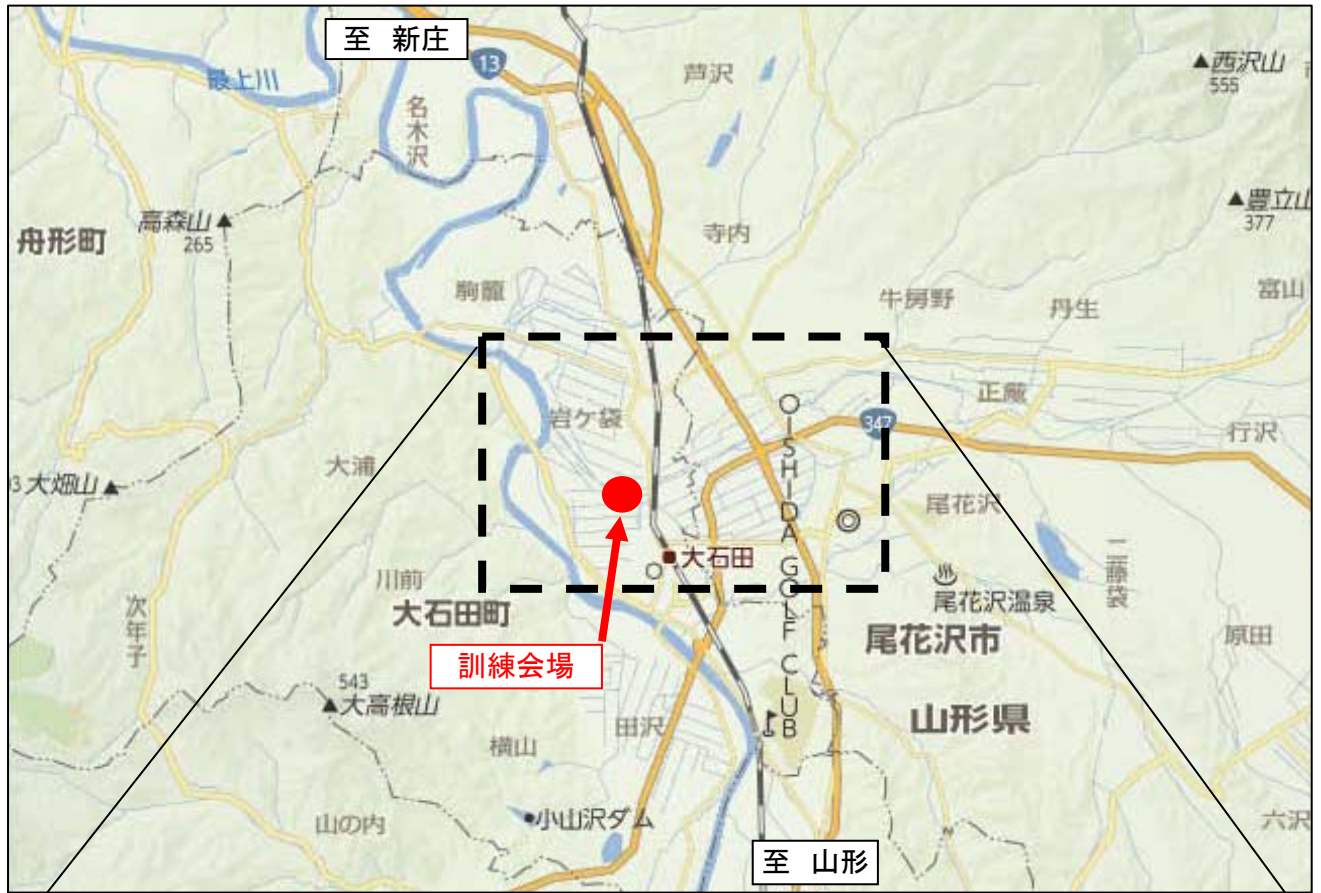 至 新庄
13
芦沢
▲西沢山
555
最上川
名木沢
高森山▲
265
舟形町
寺内
▲豊立山
377
駒籠
牛房野
丹生
富山
正厳
347
岩ケ袋
行沢
大浦
大畑山▲
OISHIDA GOLF CLUB
尾花沢
大石田
二藤袋
川前
尾花沢温泉
大石田町
次年子
尾花沢市
原田
訓練会場
543
▲大高根山
田沢
山形県
横山
小山沢ダム
山の内
六沢
至 山形